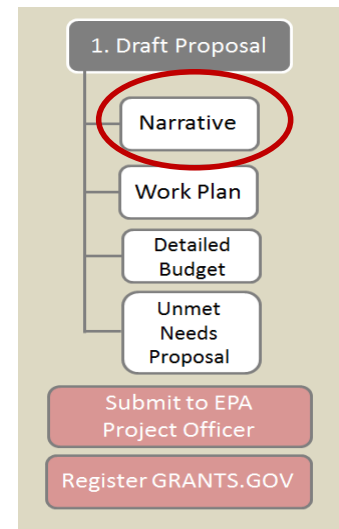 1. Draft Proposal
Narrative
Work Plan
Detailed
Budget
Unmet
Needs
Proposal
Submit to EPA
Project Officer
Register GRANTS.GOV